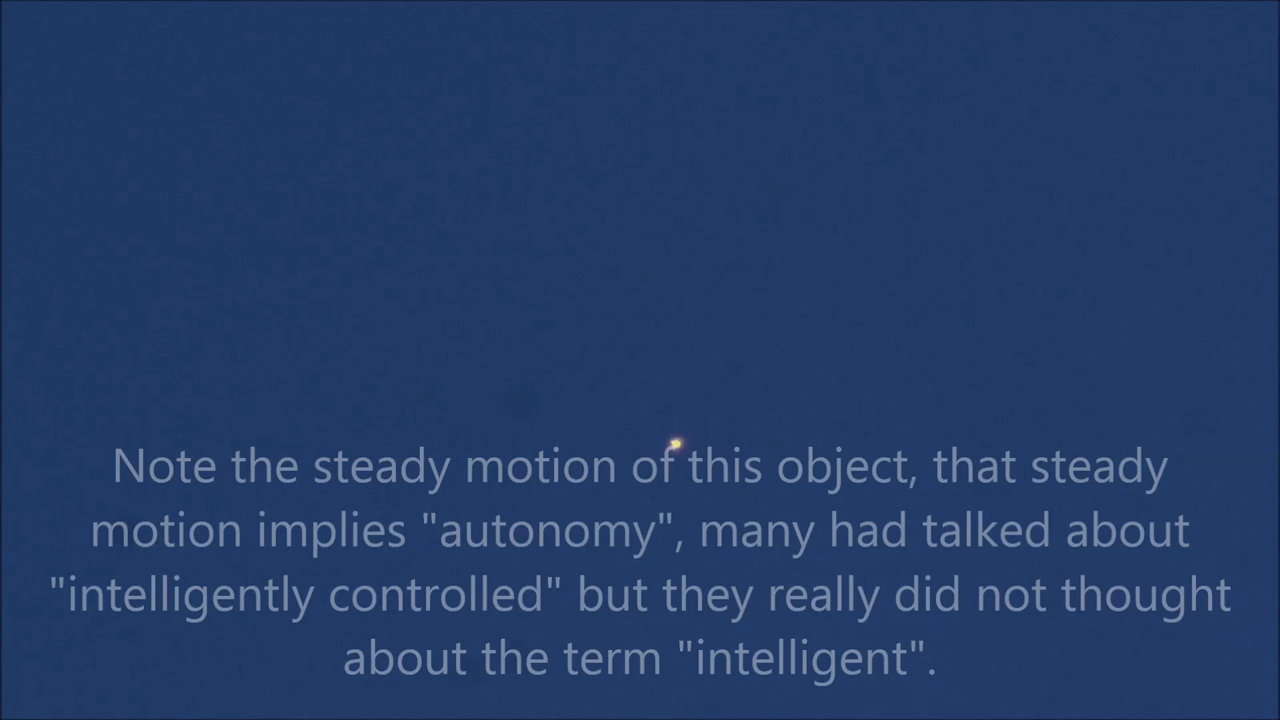 Note the steady motion of this object, that steady
motion implies "autonomy", many had talked about
"intelligently controlled" but they really did not thought
about the term "intelligent".